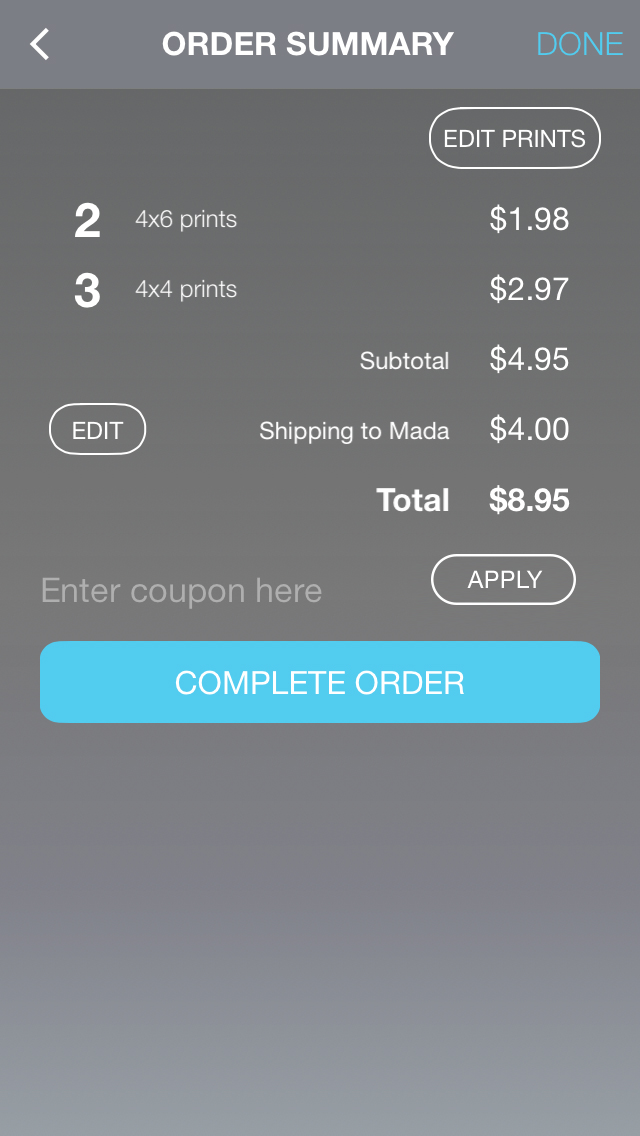 ORDER SUMMARY DONE
EDIT PRINTS
2 4x6 prints $1.98
3 4x4 prints $2.97
Subtotal $4.95
EDIT Shipping to Mada $4.00
Total $8.95
Enter coupon here APPLY
COMPLETE ORDER